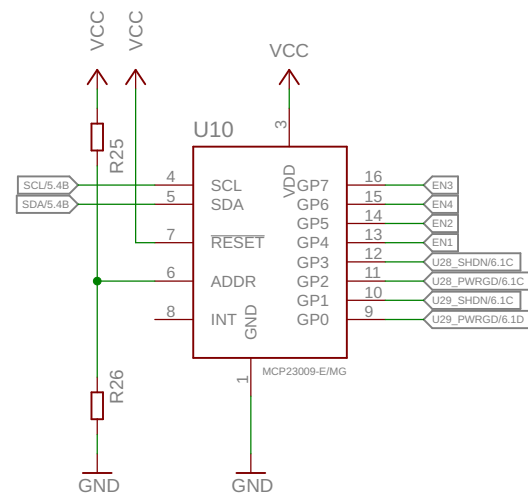 VCC
VCC
VCC
U10
3
R25
SCL/5.4B
4
SCL
VDD
GP7
16
EN3
SDA/5.4B
5
SDA
GP6
15
EN4
GP5
14
EN2
7
RESET
GP4
13
EN1
GP3
12
U28_SHDN/6.1C
6
ADDR
GP2
11
U28_PWRGD/6.1C
GP1
10
U29_SHDN/6.1C
8
INT
GND
GP0
9
U29_PWRGD/6.1D
1
MCP23009-E/MG
R26
GND
GND